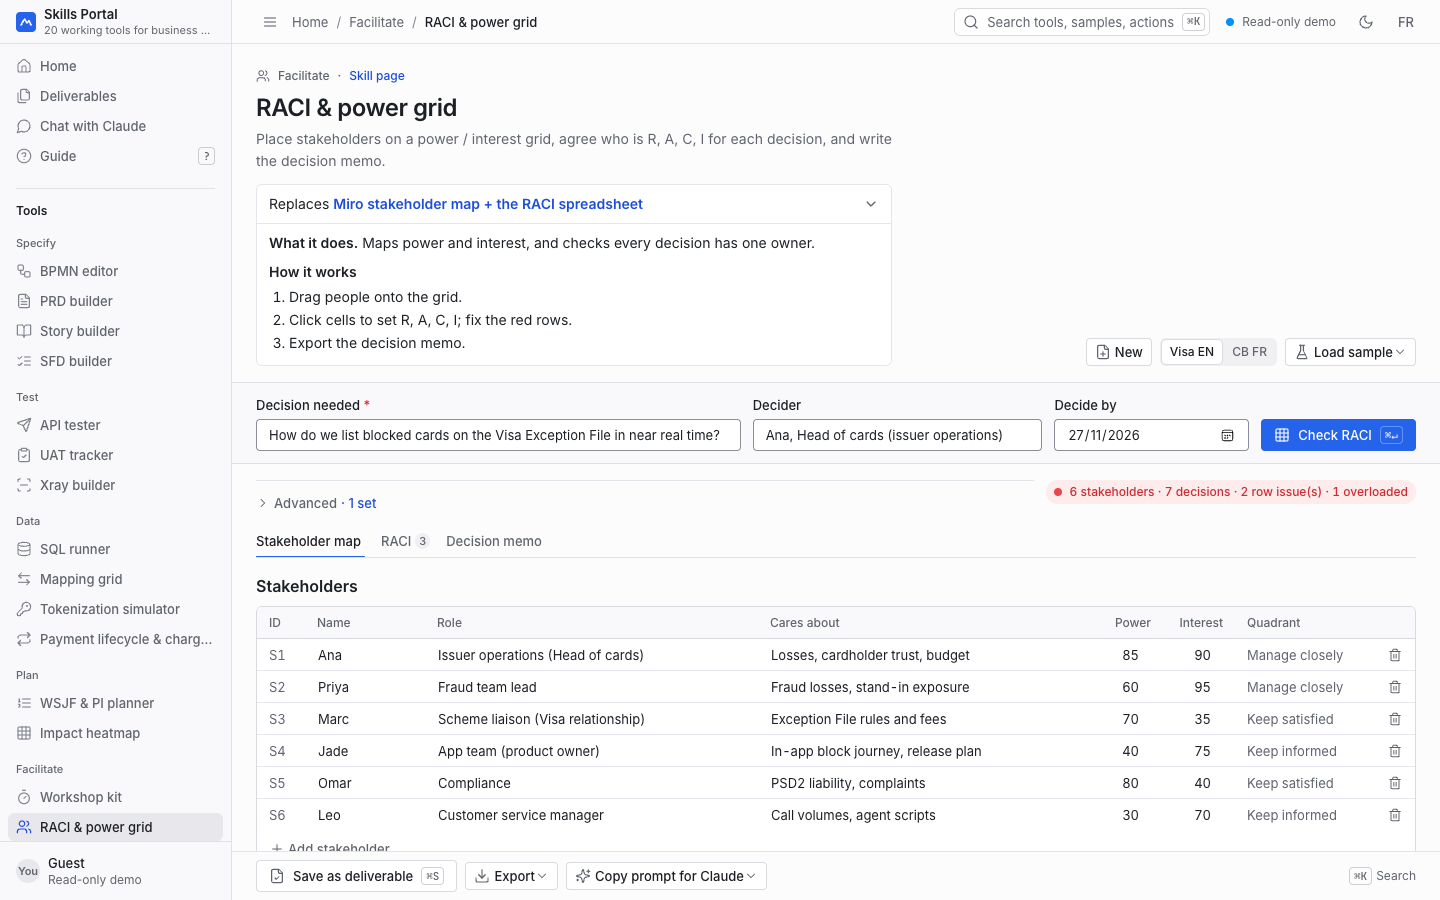 Skills Portal
20 working tools for business ...
Home
Deliverables
Chat with Claude
Guide ?
Tools
Specify
BPMN editor
PRD builder
Story builder
SFD builder
Test
API tester
UAT tracker
Xray builder
Data
SQL runner
Mapping grid
Tokenization simulator
Payment lifecycle & charg...
Plan
WSJF & PI planner
Impact heatmap
Facilitate
Workshop kit
RACI & power grid
You
Guest
Read-only demo
Home / Facilitate / RACI & power grid
Search tools, samples, actions ⌘K
Read-only demo
FR
Facilitate · Skill page
RACI & power grid
Place stakeholders on a power / interest grid, agree who is R, A, C, I for each decision, and write
the decision memo.
Replaces Miro stakeholder map + the RACI spreadsheet
What it does. Maps power and interest, and checks every decision has one owner.
How it works
1. Drag people onto the grid.
2. Click cells to set R, A, C, I; fix the red rows.
3. Export the decision memo.
New
Visa EN CB FR
Load sample
Decision needed * Decider Decide by
How do we list blocked cards on the Visa Exception File in near real time? Ana, Head of cards (issuer operations) 27/11/2026 Check RACI ⌘↵
Advanced · 1 set
6 stakeholders · 7 decisions · 2 row issue(s) · 1 overloaded
Stakeholder map RACI 3 Decision memo
Stakeholders
ID Name Role Cares about Power Interest Quadrant
S1 Ana Issuer operations (Head of cards) Losses, cardholder trust, budget 85 90 Manage closely
S2 Priya Fraud team lead Fraud losses, stand-in exposure 60 95 Manage closely
S3 Marc Scheme liaison (Visa relationship) Exception File rules and fees 70 35 Keep satisfied
S4 Jade App team (product owner) In-app block journey, release plan 40 75 Keep informed
S5 Omar Compliance PSD2 liability, complaints 80 40 Keep satisfied
S6 Leo Customer service manager Call volumes, agent scripts 30 70 Keep informed
+ Add stakeholder
Save as deliverable ⌘S
Export
Copy prompt for Claude
⌘K Search